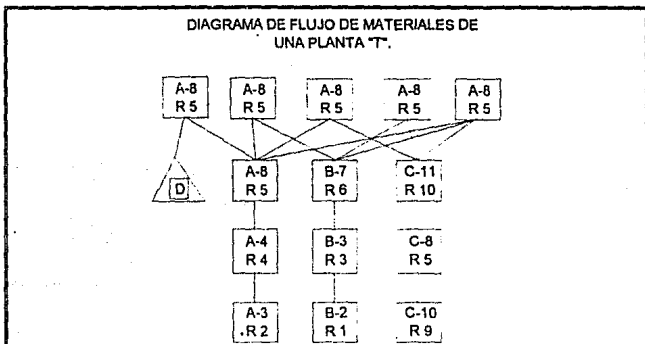 DIAGRAMA DE FLUJO DE MATERIALES DE
UNA PLANTA "T".
A-8 A-8 A-8 A-8 A-8
R 5 R 5 R 5 R 5 R 5
D
A-8 B-7 C-11
R 5 R 6 R 10
A-4 B-3 C-8
R 4 R 3 R 5
A-3 B-2 C-10
R 2 R 1 R 9